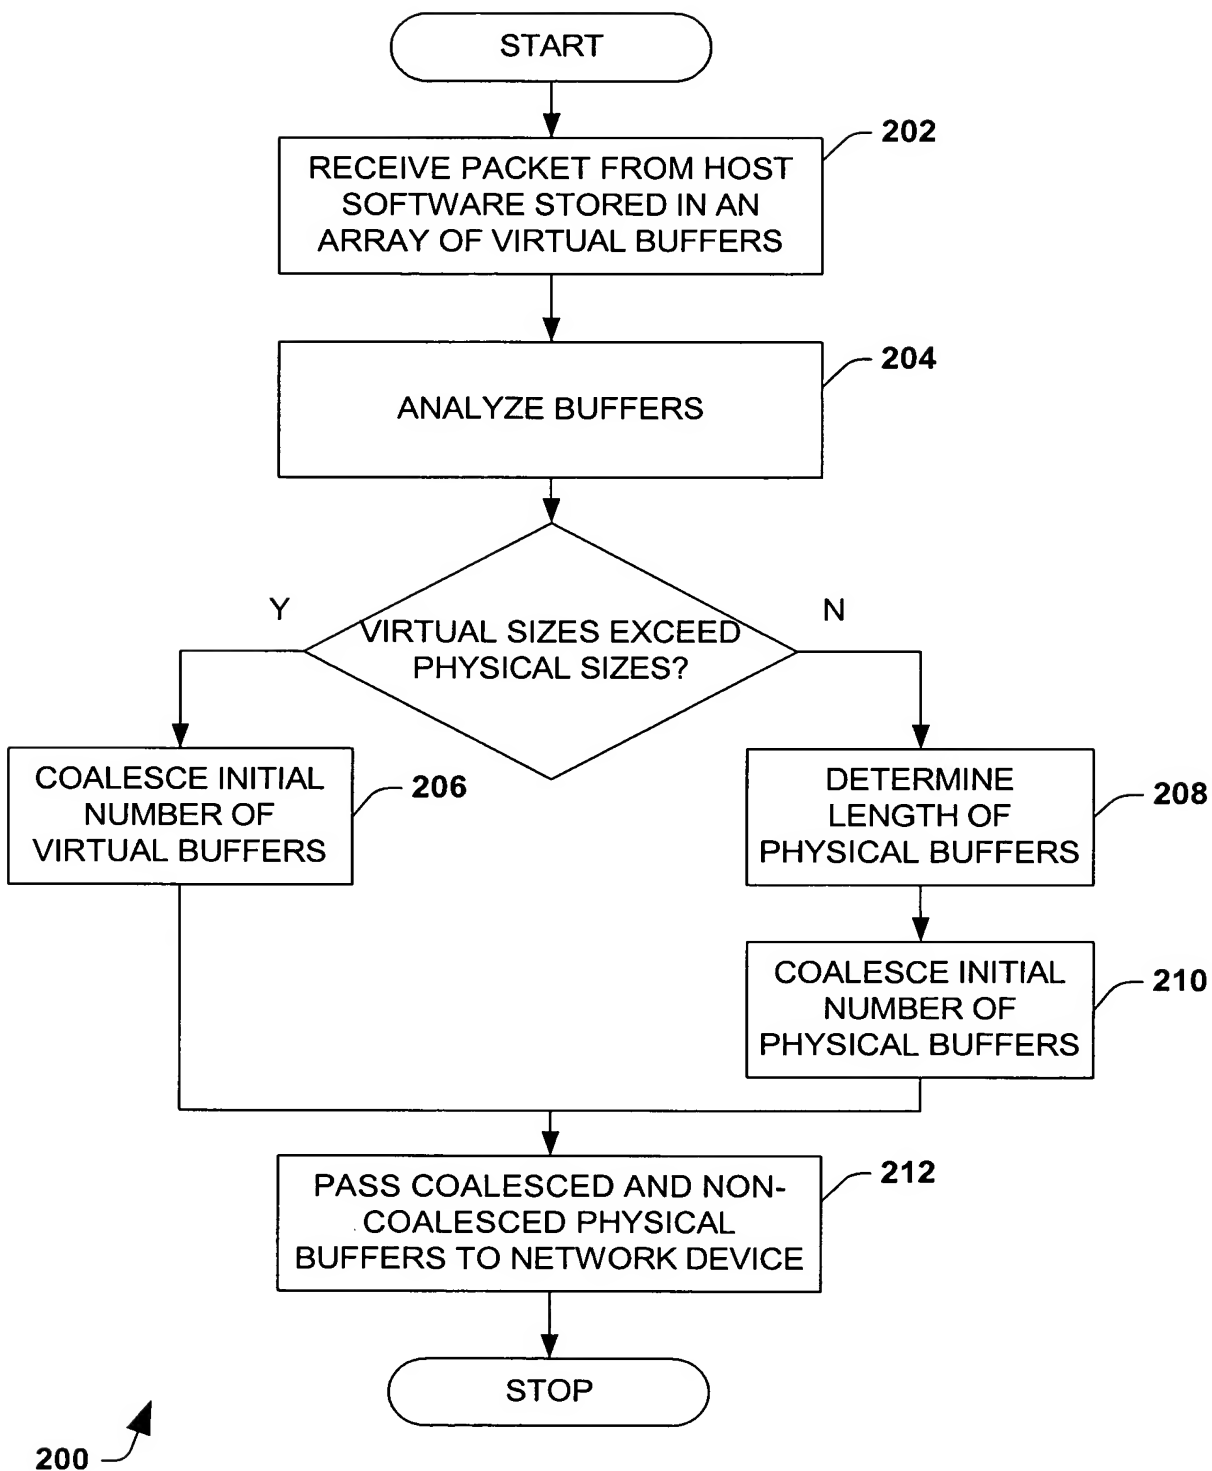 START
202
RECEIVE PACKET FROM HOST
SOFTWARE STORED IN AN
ARRAY OF VIRTUAL BUFFERS
204
ANALYZE BUFFERS
Y
N
VIRTUAL SIZES EXCEED
PHYSICAL SIZES?
COALESCE INITIAL
NUMBER OF
VIRTUAL BUFFERS
206
DETERMINE
LENGTH OF
PHYSICAL BUFFERS
208
COALESCE INITIAL
NUMBER OF
PHYSICAL BUFFERS
210
PASS COALESCED AND NON-
COALESCED PHYSICAL
BUFFERS TO NETWORK DEVICE
212
STOP
200